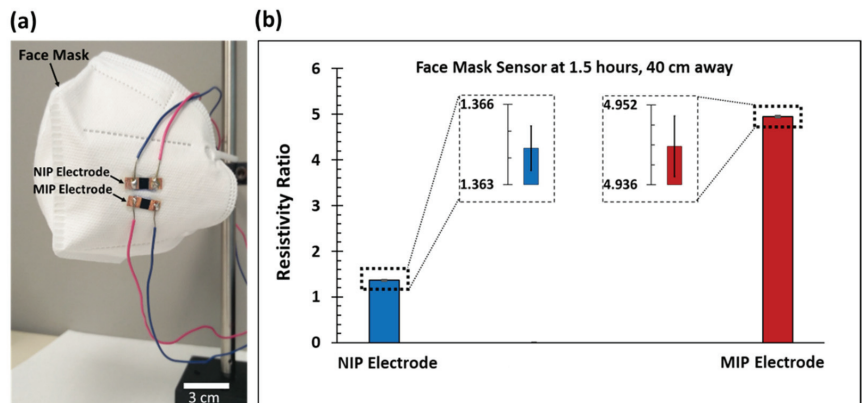 (a)
Face Mask
NIP Electrode
MIP Electrode
3 cm
(b)
Face Mask Sensor at 1.5 hours, 40 cm away
Resistivity Ratio
6
5
4
3
2
1
0
1.366
1.363
4.952
4.936
NIP Electrode
MIP Electrode